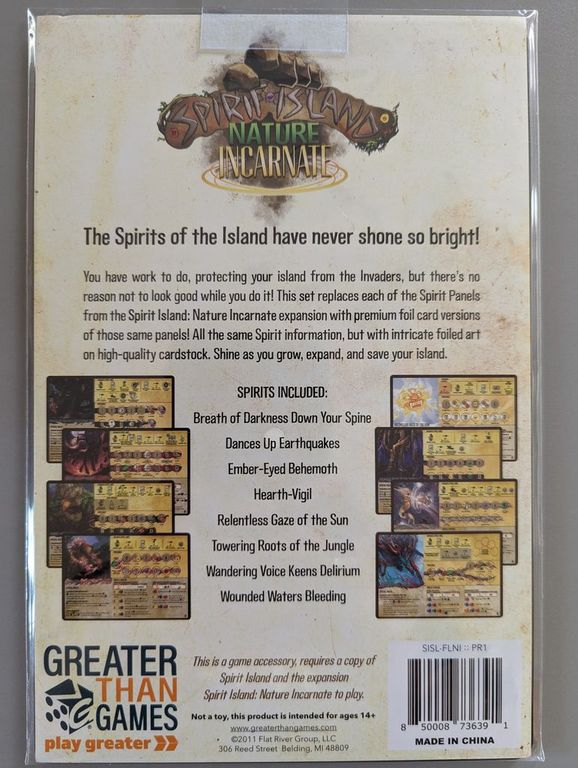 SPIRIT ISLAND
NATURE
INCARNATE
The Spirits of the Island have never shone so bright!
You have work to do, protecting your island from the Invaders, but there's no
reason not to look good while you do it! This set replaces each of the Spirit Panels
from the Spirit Island: Nature Incarnate expansion with premium foil card versions
of those same panels! All the same Spirit information, but with intricate foiled art
on high-quality cardstock. Shine as you grow, expand, and save your island.
SPIRITS INCLUDED:
Breath of Darkness Down Your Spine
Dances Up Earthquakes
Ember-Eyed Behemoth
Hearth-Vigil
Relentless Gaze of the Sun
Towering Roots of the Jungle
Wandering Voice Keens Delirium
Wounded Waters Bleeding
GREATER
THAN
GAMES
play greater
This is a game accessory, requires a copy of
Spirit Island and the expansion
Spirit Island: Nature Incarnate to play.
Not a toy, this product is intended for ages 14+
www.greaterthangames.com
©2011 Flat River Group, LLC
306 Reed Street Belding, MI 48809
SISL-FLNI :: PR1
8 50008 73639 1
MADE IN CHINA